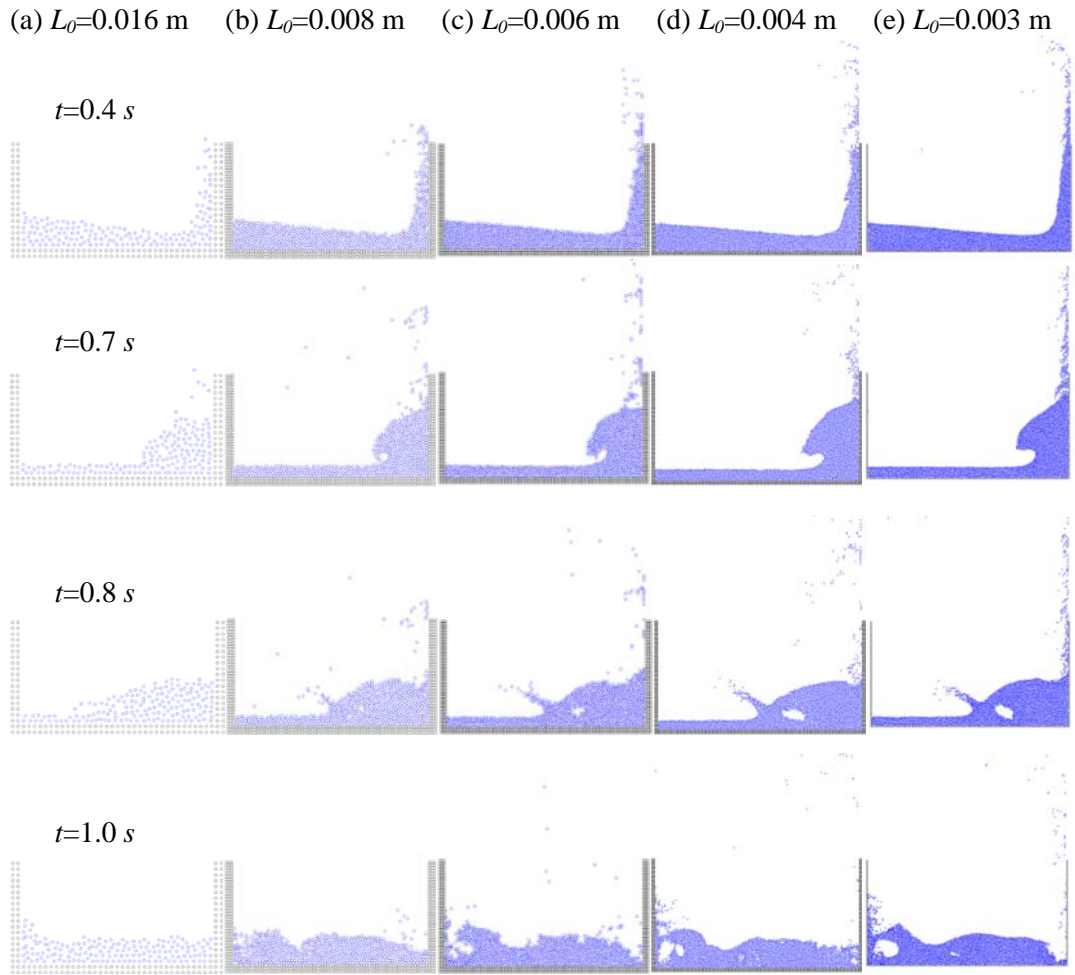 (a) L₀=0.016 m (b) L₀=0.008 m (c) L₀=0.006 m (d) L₀=0.004 m (e) L₀=0.003 m
t=0.4 s
t=0.7 s
t=0.8 s
t=1.0 s